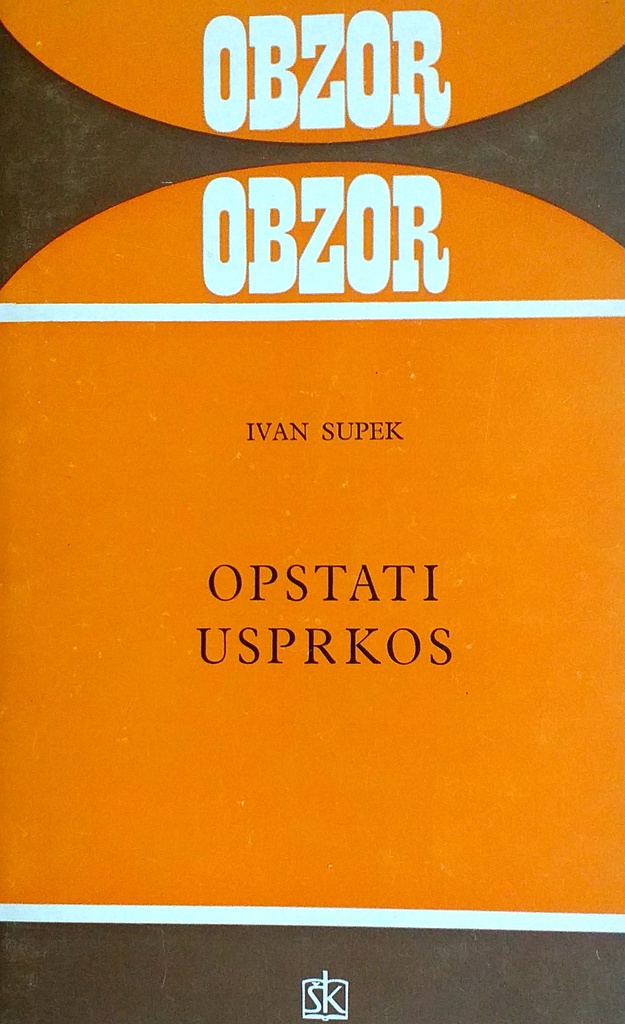 OBZOR
OBZOR
IVAN SUPEK
OPSTATI
USPRKOS
ŠK